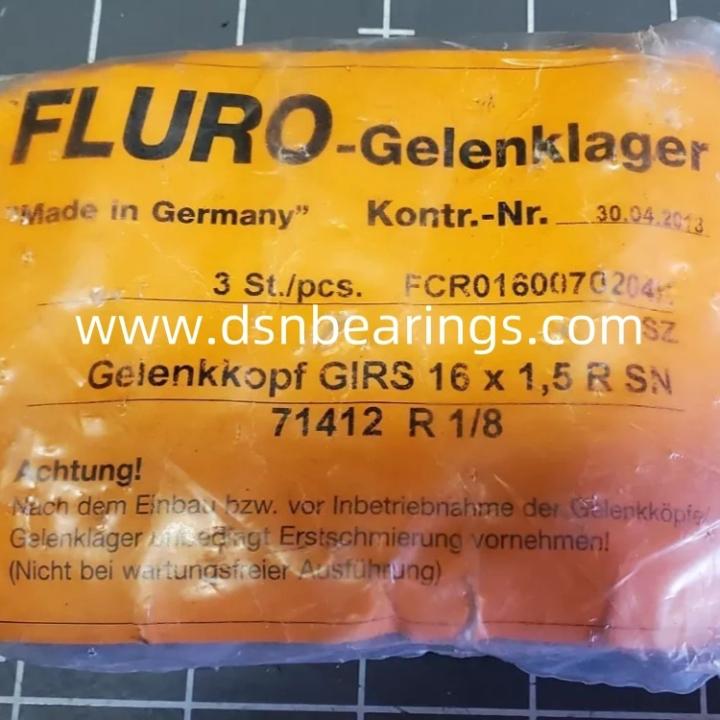 FLURO-Gelenklager
"Made in Germany" Kontr.-Nr. 30.04.2013
3 St./pcs.
www.dsnbearings.com SZ
Gelenkkopf GIRS 16 x 1,5 R SN
71412 R 1/8
Achtung!
Nach dem Einbau bzw. vor Inbetriebnahme der Gelenkköpfe/
Gelenklager unbedingt Erstschmierung vornehmen!
(Nicht bei wartungsfreier Ausführung)